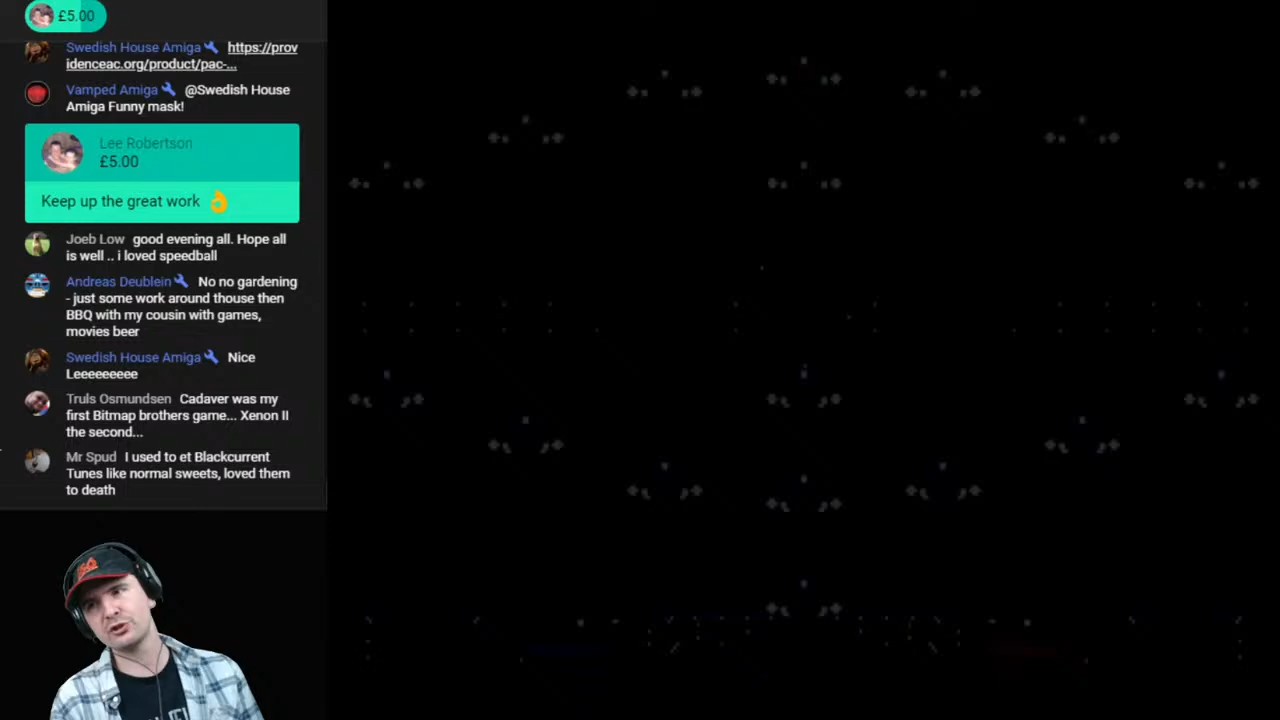 £5.00
Swedish House Amiga https://prov
idenceac.org/product/pac-...
Vamped Amiga @Swedish House
Amiga Funny mask!
Lee Robertson
£5.00
Keep up the great work 👌
Joeb Low good evening all. Hope all
is well .. i loved speedball
Andreas Deublein No no gardening
- just some work around thouse then
BBQ with my cousin with games,
movies beer
Swedish House Amiga Nice
Leeeeeeeee
Truls Osmundsen Cadaver was my
first Bitmap brothers game... Xenon II
the second...
Mr Spud I used to et Blackcurrent
Tunes like normal sweets, loved them
to death